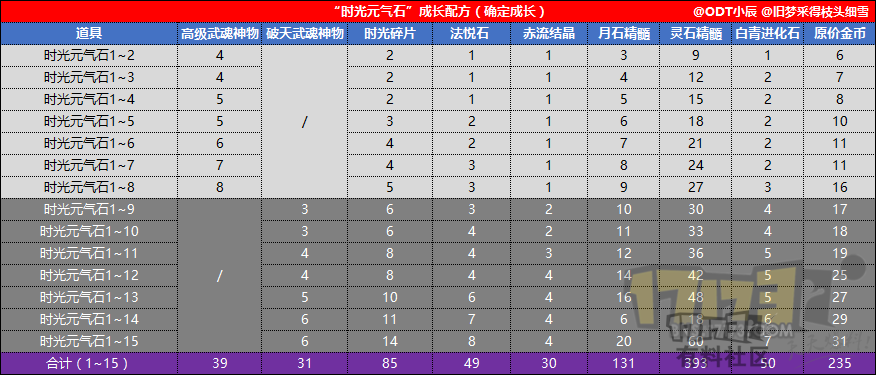 “时光元气石”成长配方（确定成长） @ODT小辰 @旧梦采得枝头细雪
道具 高级武魂神物 破天武魂神物 时光碎片 法悦石 赤流结晶 月石精髓 灵石精髓 白青进化石 原价金币
时光元气石1~2 4 2 1 1 3 9 1 6
时光元气石1~3 4 2 1 1 4 12 2 7
时光元气石1~4 5 2 1 1 5 15 2 8
时光元气石1~5 5 / 3 2 1 6 18 2 10
时光元气石1~6 6 4 2 1 7 21 2 11
时光元气石1~7 7 4 3 1 8 24 2 11
时光元气石1~8 8 5 3 1 9 27 3 16
时光元气石1~9 3 6 3 2 10 30 4 17
时光元气石1~10 3 6 4 2 11 33 4 18
时光元气石1~11 4 8 4 3 12 36 5 19
时光元气石1~12 / 4 8 4 4 14 42 5 25
时光元气石1~13 5 10 6 4 16 48 5 27
时光元气石1~14 6 11 7 4 6 18 6 29
时光元气石1~15 6 14 8 4 20 60 7 31
合计（1~15） 39 31 85 49 30 131 393 50 235
17173
17173.COM
有料社区